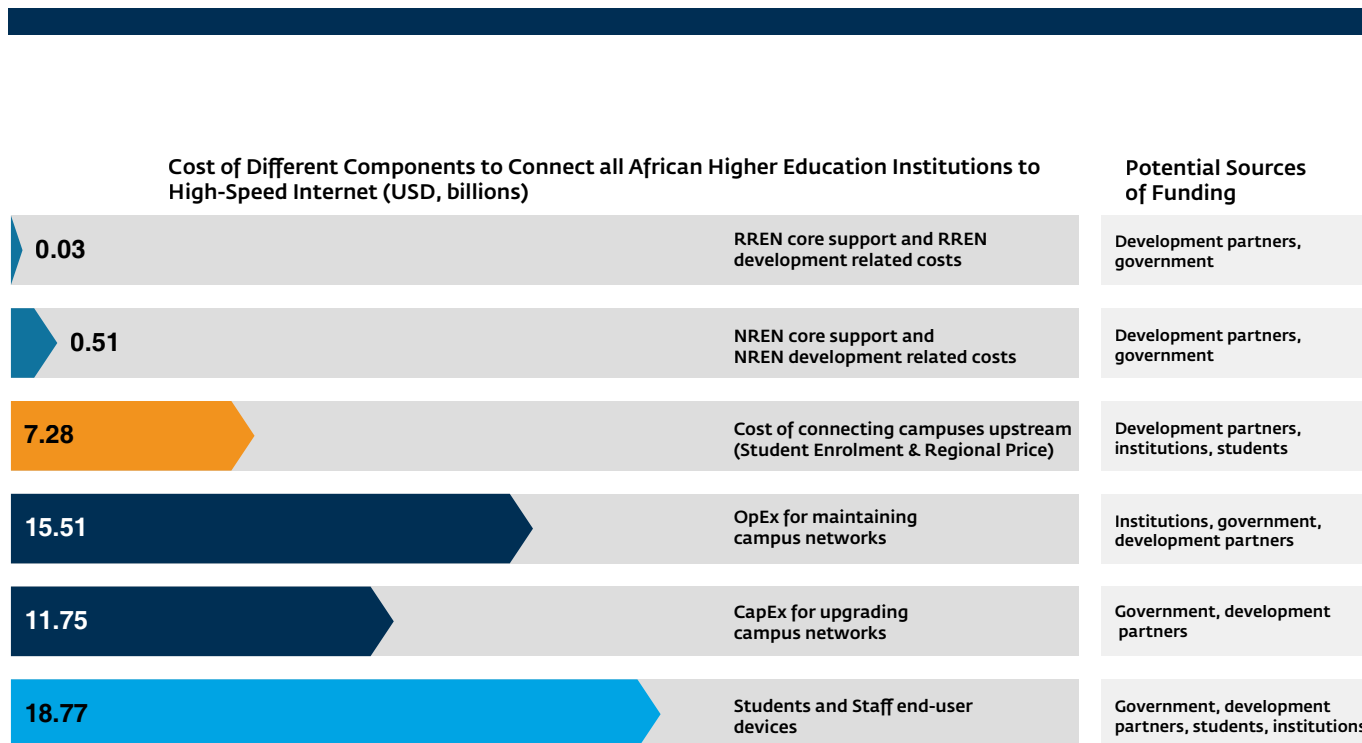 Cost of Different Components to Connect all African Higher Education Institutions to
High-Speed Internet (USD, billions)
Potential Sources
of Funding
0.03
RREN core support and RREN
development related costs
Development partners,
government
0.51
NREN core support and
NREN development related costs
Development partners,
government
7.28
Cost of connecting campuses upstream
(Student Enrolment & Regional Price)
Development partners,
institutions, students
15.51
OpEx for maintaining
campus networks
Institutions, government,
development partners
11.75
CapEx for upgrading
campus networks
Government, development
partners
18.77
Students and Staff end-user
devices
Government, development
partners, students, institutions